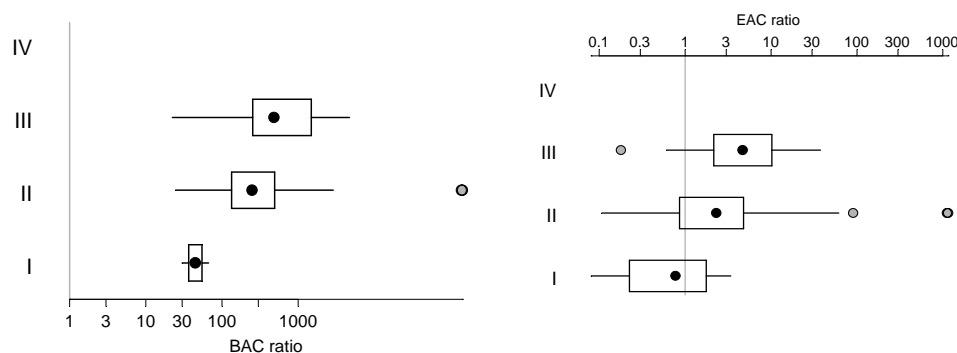 IV
III
II
I
1 3 10 30 100 1000
BAC ratio
EAC ratio
0.1 0.3 1 3 10 30 100 300 1000
IV
III
II
I